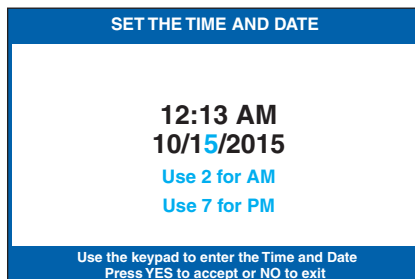 SET THE TIME AND DATE
12:13 AM
10/15/2015
Use 2 for AM
Use 7 for PM
Use the keypad to enter the Time and Date
Press YES to accept or NO to exit